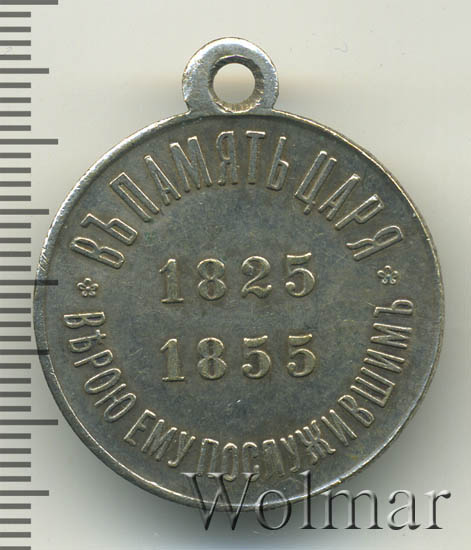 ВЪ ПАМЯТЬ ЦАРЯ
1825
1855
ВѢРОЮ ЕМУ ПОСЛУЖИВШИМЪ
Wolmar